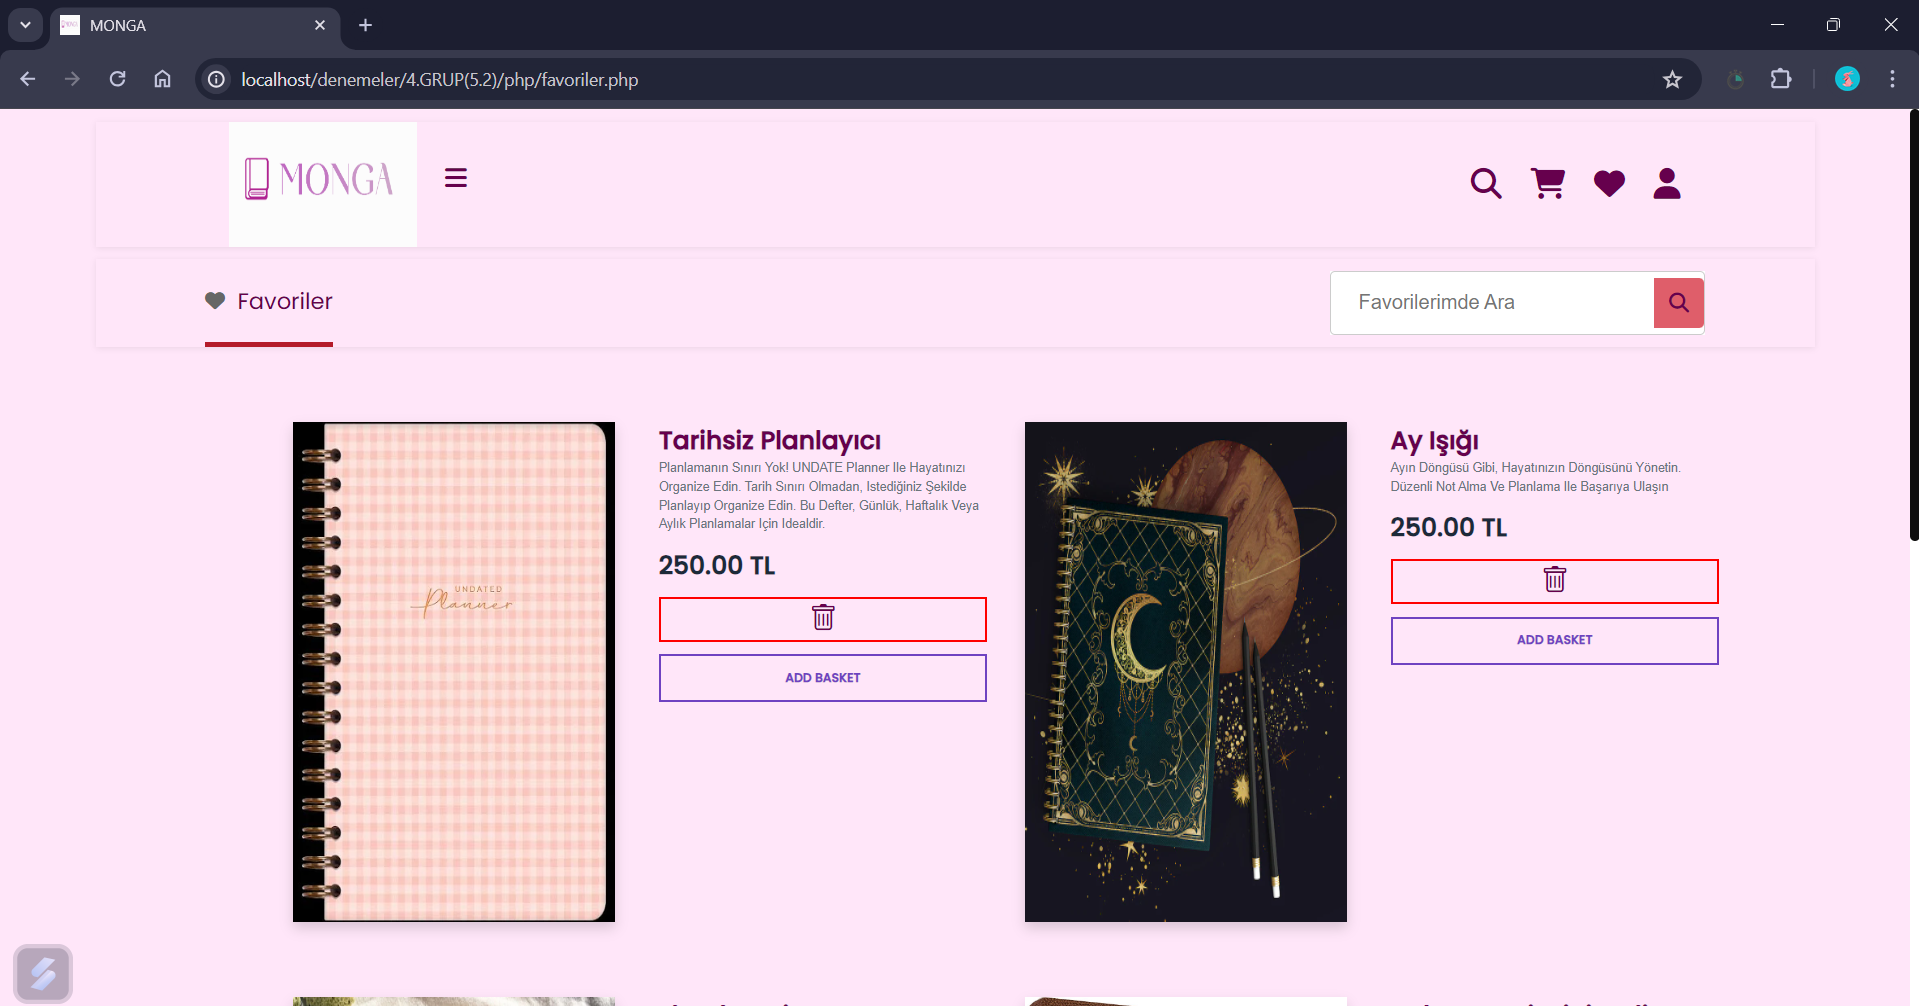 MONGA
localhost/denemeler/4.GRUP(5.2)/php/favoriler.php
MONGA
Favoriler
Favorilerimde Ara
UNDATED
Planner
Tarihsiz Planlayıcı
Planlamanın Sınırı Yok! UNDATE Planner Ile Hayatınızı
Organize Edin. Tarih Sınırı Olmadan, Istediğiniz Şekilde
Planlayıp Organize Edin. Bu Defter, Günlük, Haftalık Veya
Aylık Planlamalar Için Idealdir.
250.00 TL
ADD BASKET
Ay Işığı
Ayın Döngüsü Gibi, Hayatınızın Döngüsünü Yönetin.
Düzenli Not Alma Ve Planlama Ile Başarıya Ulaşın
250.00 TL
ADD BASKET